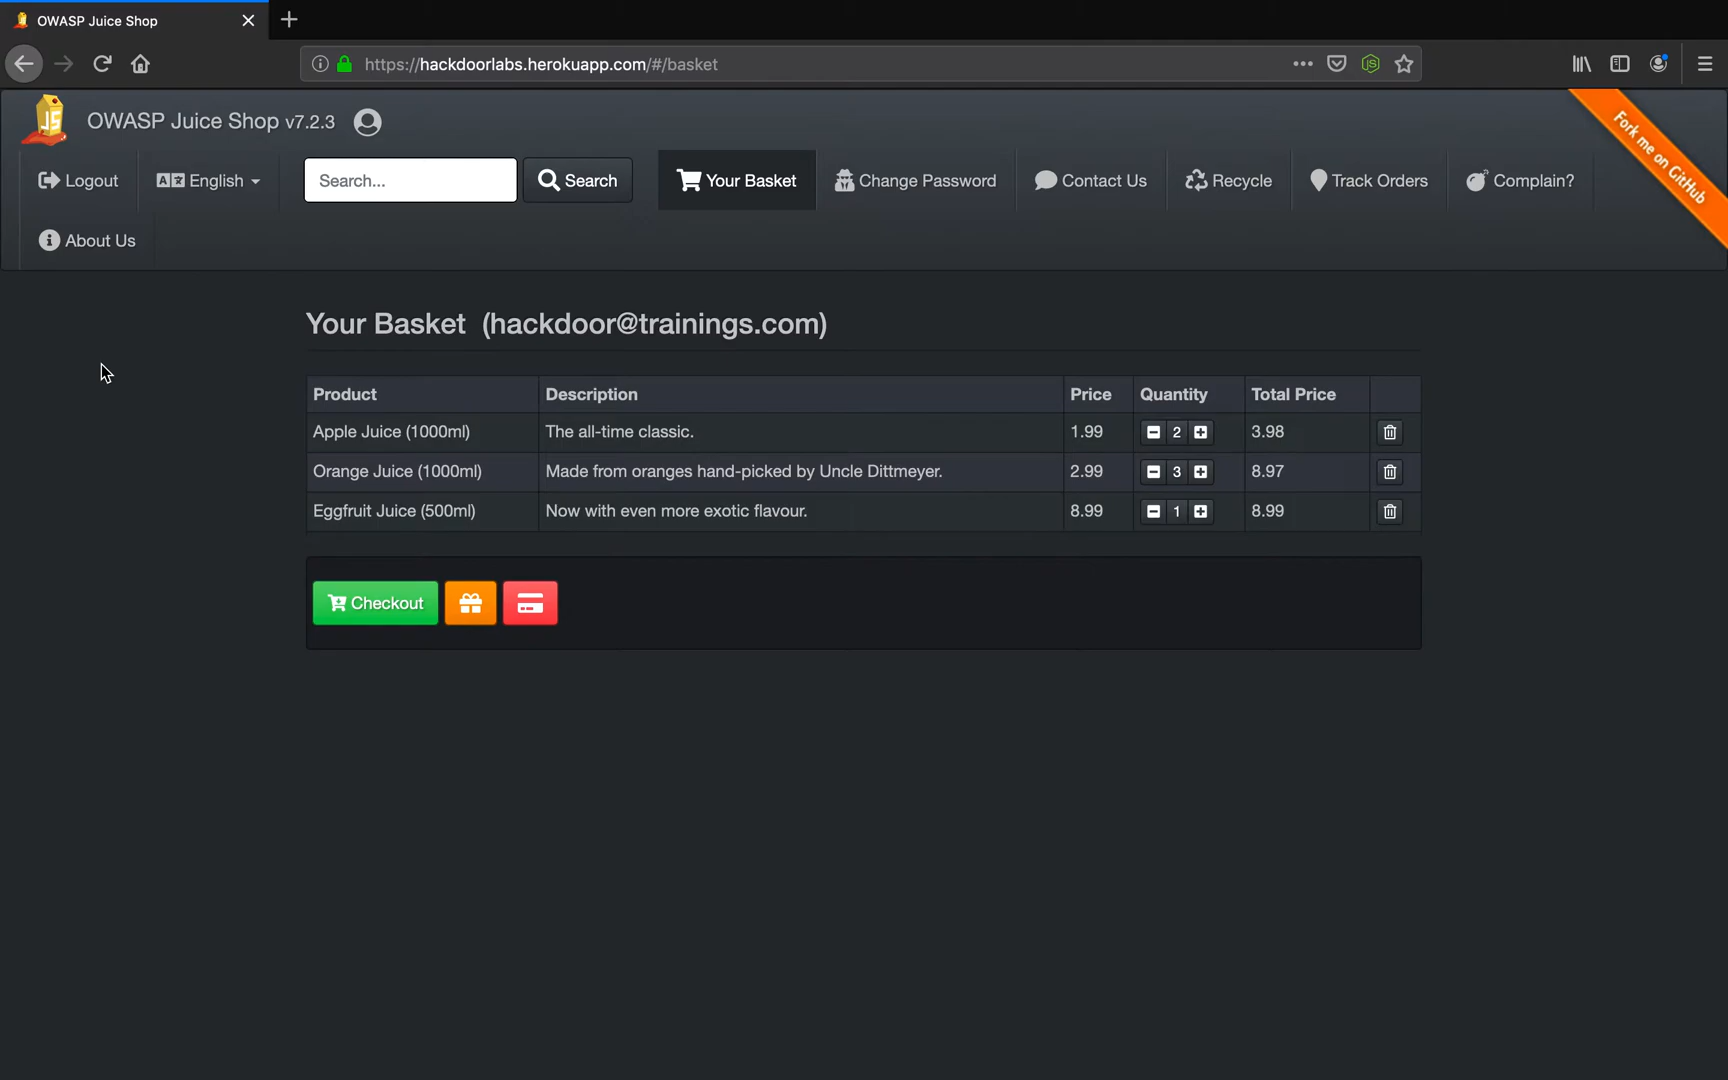 OWASP Juice Shop
https://hackdoorlabs.herokuapp.com/#/basket
OWASP Juice Shop v7.2.3
Fork me on GitHub
Logout English Search... Search Your Basket Change Password Contact Us Recycle Track Orders Complain?
About Us
Your Basket (hackdoor@trainings.com)
Product Description Price Quantity Total Price
Apple Juice (1000ml) The all-time classic. 1.99 2 3.98
Orange Juice (1000ml) Made from oranges hand-picked by Uncle Dittmeyer. 2.99 3 8.97
Eggfruit Juice (500ml) Now with even more exotic flavour. 8.99 1 8.99
Checkout